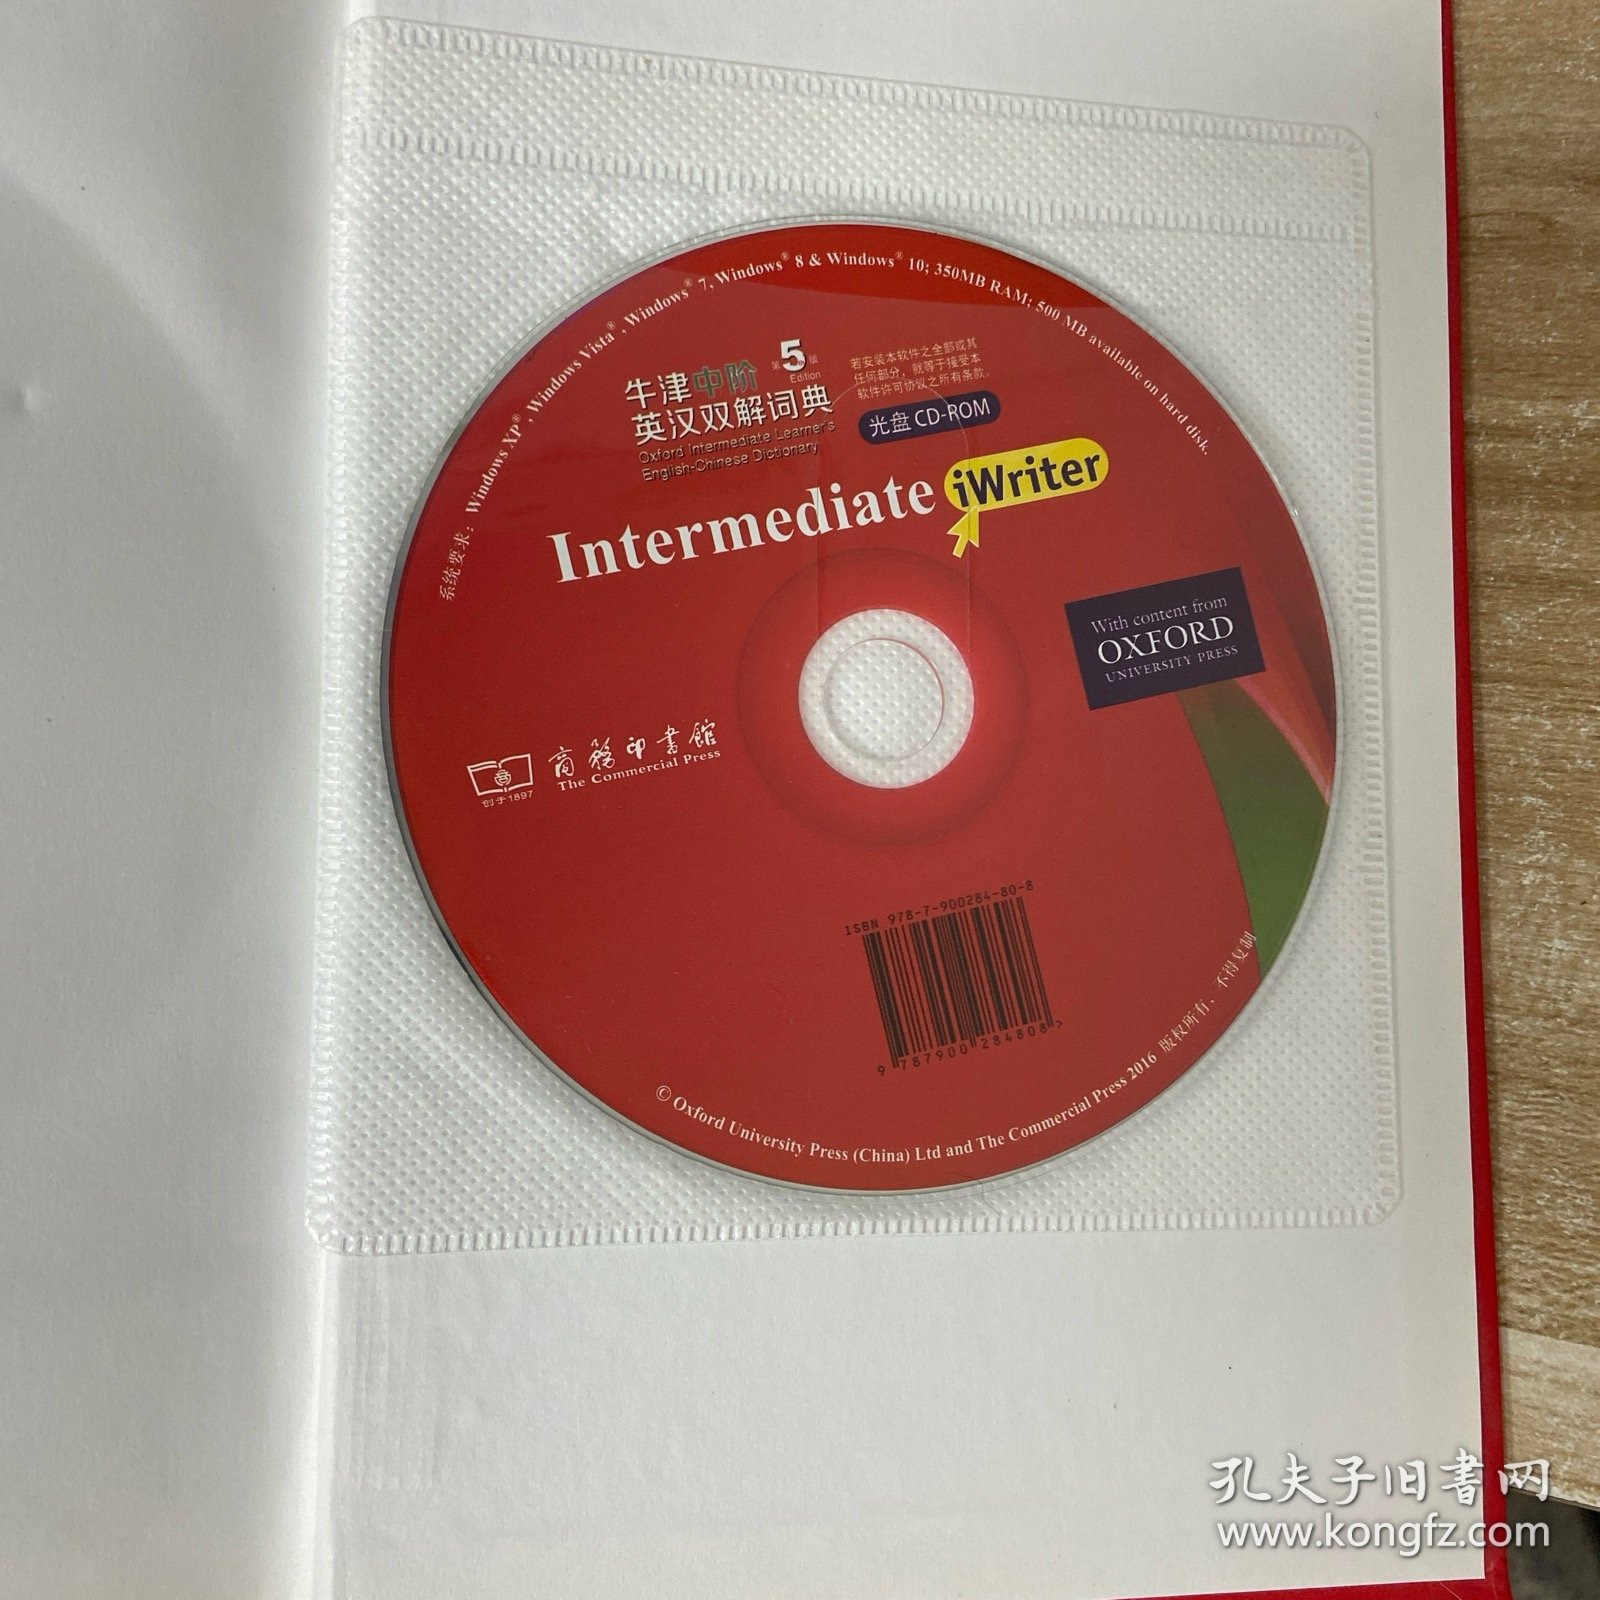 系统要求：Windows XP®, Windows Vista®, Windows® 7, Windows® 8 & Windows® 10; 350MB RAM; 500 MB available on hard disk.
牛津中阶 第5版
Edition
英汉双解词典
Oxford Intermediate Learner's
English-Chinese Dictionary
若安装本软件之全部或其
任何部分，就等于接受本
软件许可协议之所有条款。
光盘 CD-ROM
Intermediate iWriter
With content from
OXFORD
UNIVERSITY PRESS
商務印書館
The Commercial Press
商
创于1897
ISBN 978-7-900284-80-8
9 787900 284808 >
© Oxford University Press (China) Ltd and The Commercial Press 2016 版权所有，不得复制
孔夫子旧书网
www.kongfz.com